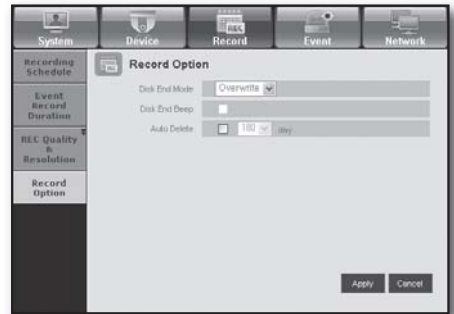 System Device Record Event Network
REC
Recording
Schedule
Event
Record
Duration
REC Quality
&
Resolution
Record
Option
Record Option
Disk End Mode Overwrite
Disk End Beep
Auto Delete 180 day
Apply Cancel